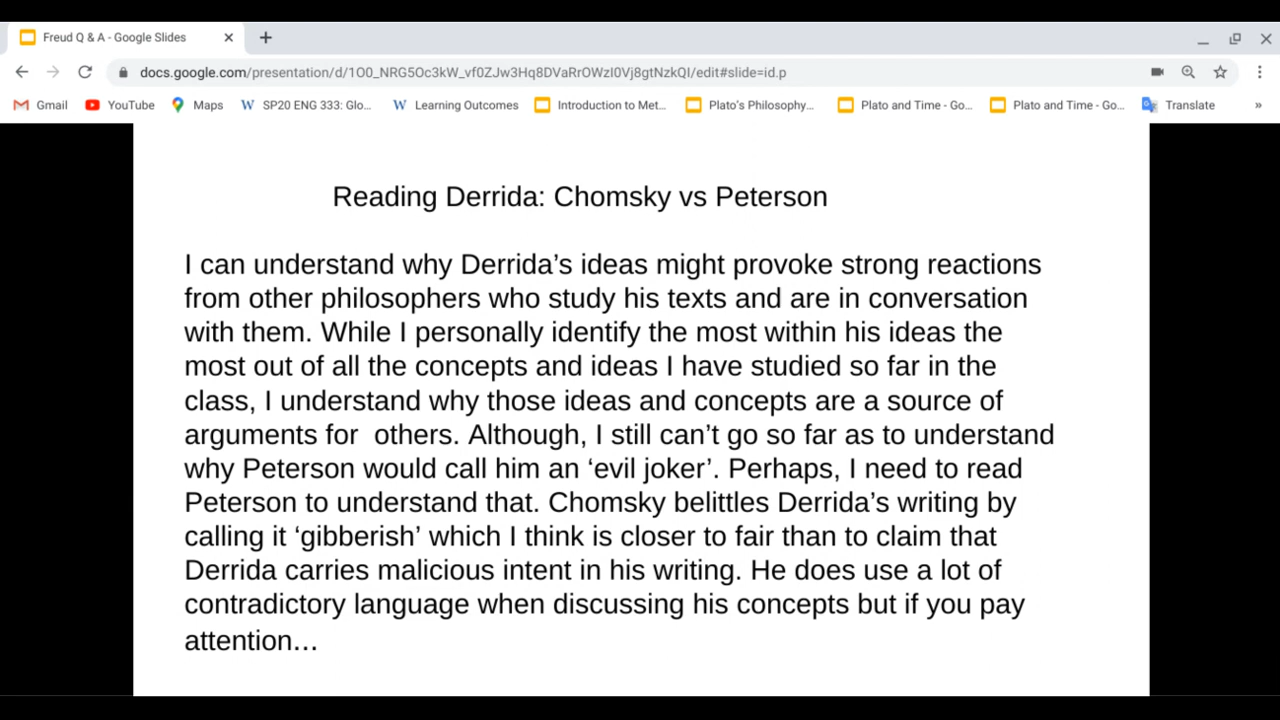 Freud Q & A - Google Slides
docs.google.com/presentation/d/1O0_NRG5Oc3kW_vf0ZJw3Hq8DVaRrOWzI0Vj8gtNzkQI/edit#slide=id.p
Gmail YouTube Maps SP20 ENG 333: Glo... Learning Outcomes Introduction to Met... Plato's Philosophy... Plato and Time - Go... Plato and Time - Go... Translate »
Reading Derrida: Chomsky vs Peterson
I can understand why Derrida’s ideas might provoke strong reactions
from other philosophers who study his texts and are in conversation
with them. While I personally identify the most within his ideas the
most out of all the concepts and ideas I have studied so far in the
class, I understand why those ideas and concepts are a source of
arguments for  others. Although, I still can’t go so far as to understand
why Peterson would call him an ‘evil joker’. Perhaps, I need to read
Peterson to understand that. Chomsky belittles Derrida’s writing by
calling it ‘gibberish’ which I think is closer to fair than to claim that
Derrida carries malicious intent in his writing. He does use a lot of
contradictory language when discussing his concepts but if you pay
attention…